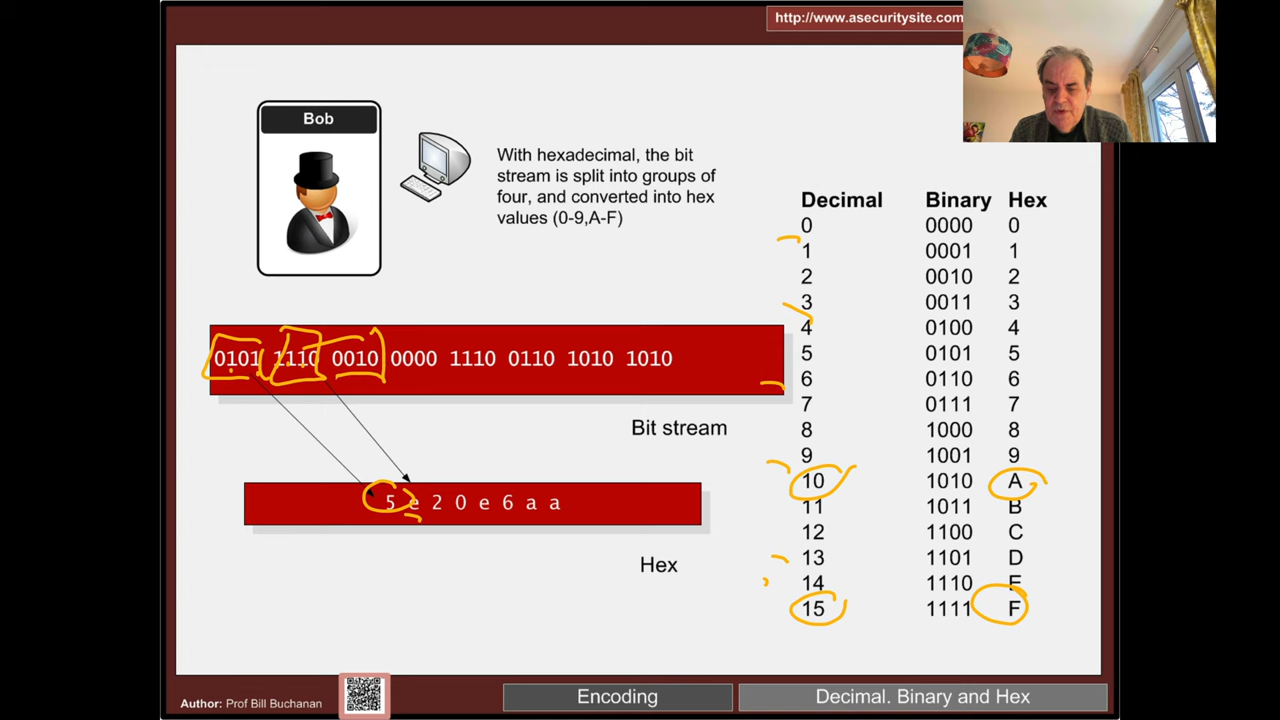 http://www.asecuritysite.com
Bob
With hexadecimal, the bit
stream is split into groups of
four, and converted into hex
values (0-9,A-F)
0101 1110 0010 0000 1110 0110 1010 1010
Bit stream
5 e 2 0 e 6 a a
Hex
Decimal Binary Hex
0 0000 0
1 0001 1
2 0010 2
3 0011 3
4 0100 4
5 0101 5
6 0110 6
7 0111 7
8 1000 8
9 1001 9
10 1010 A
11 1011 B
12 1100 C
13 1101 D
14 1110 E
15 1111 F
Author: Prof Bill Buchanan
Encoding
Decimal. Binary and Hex